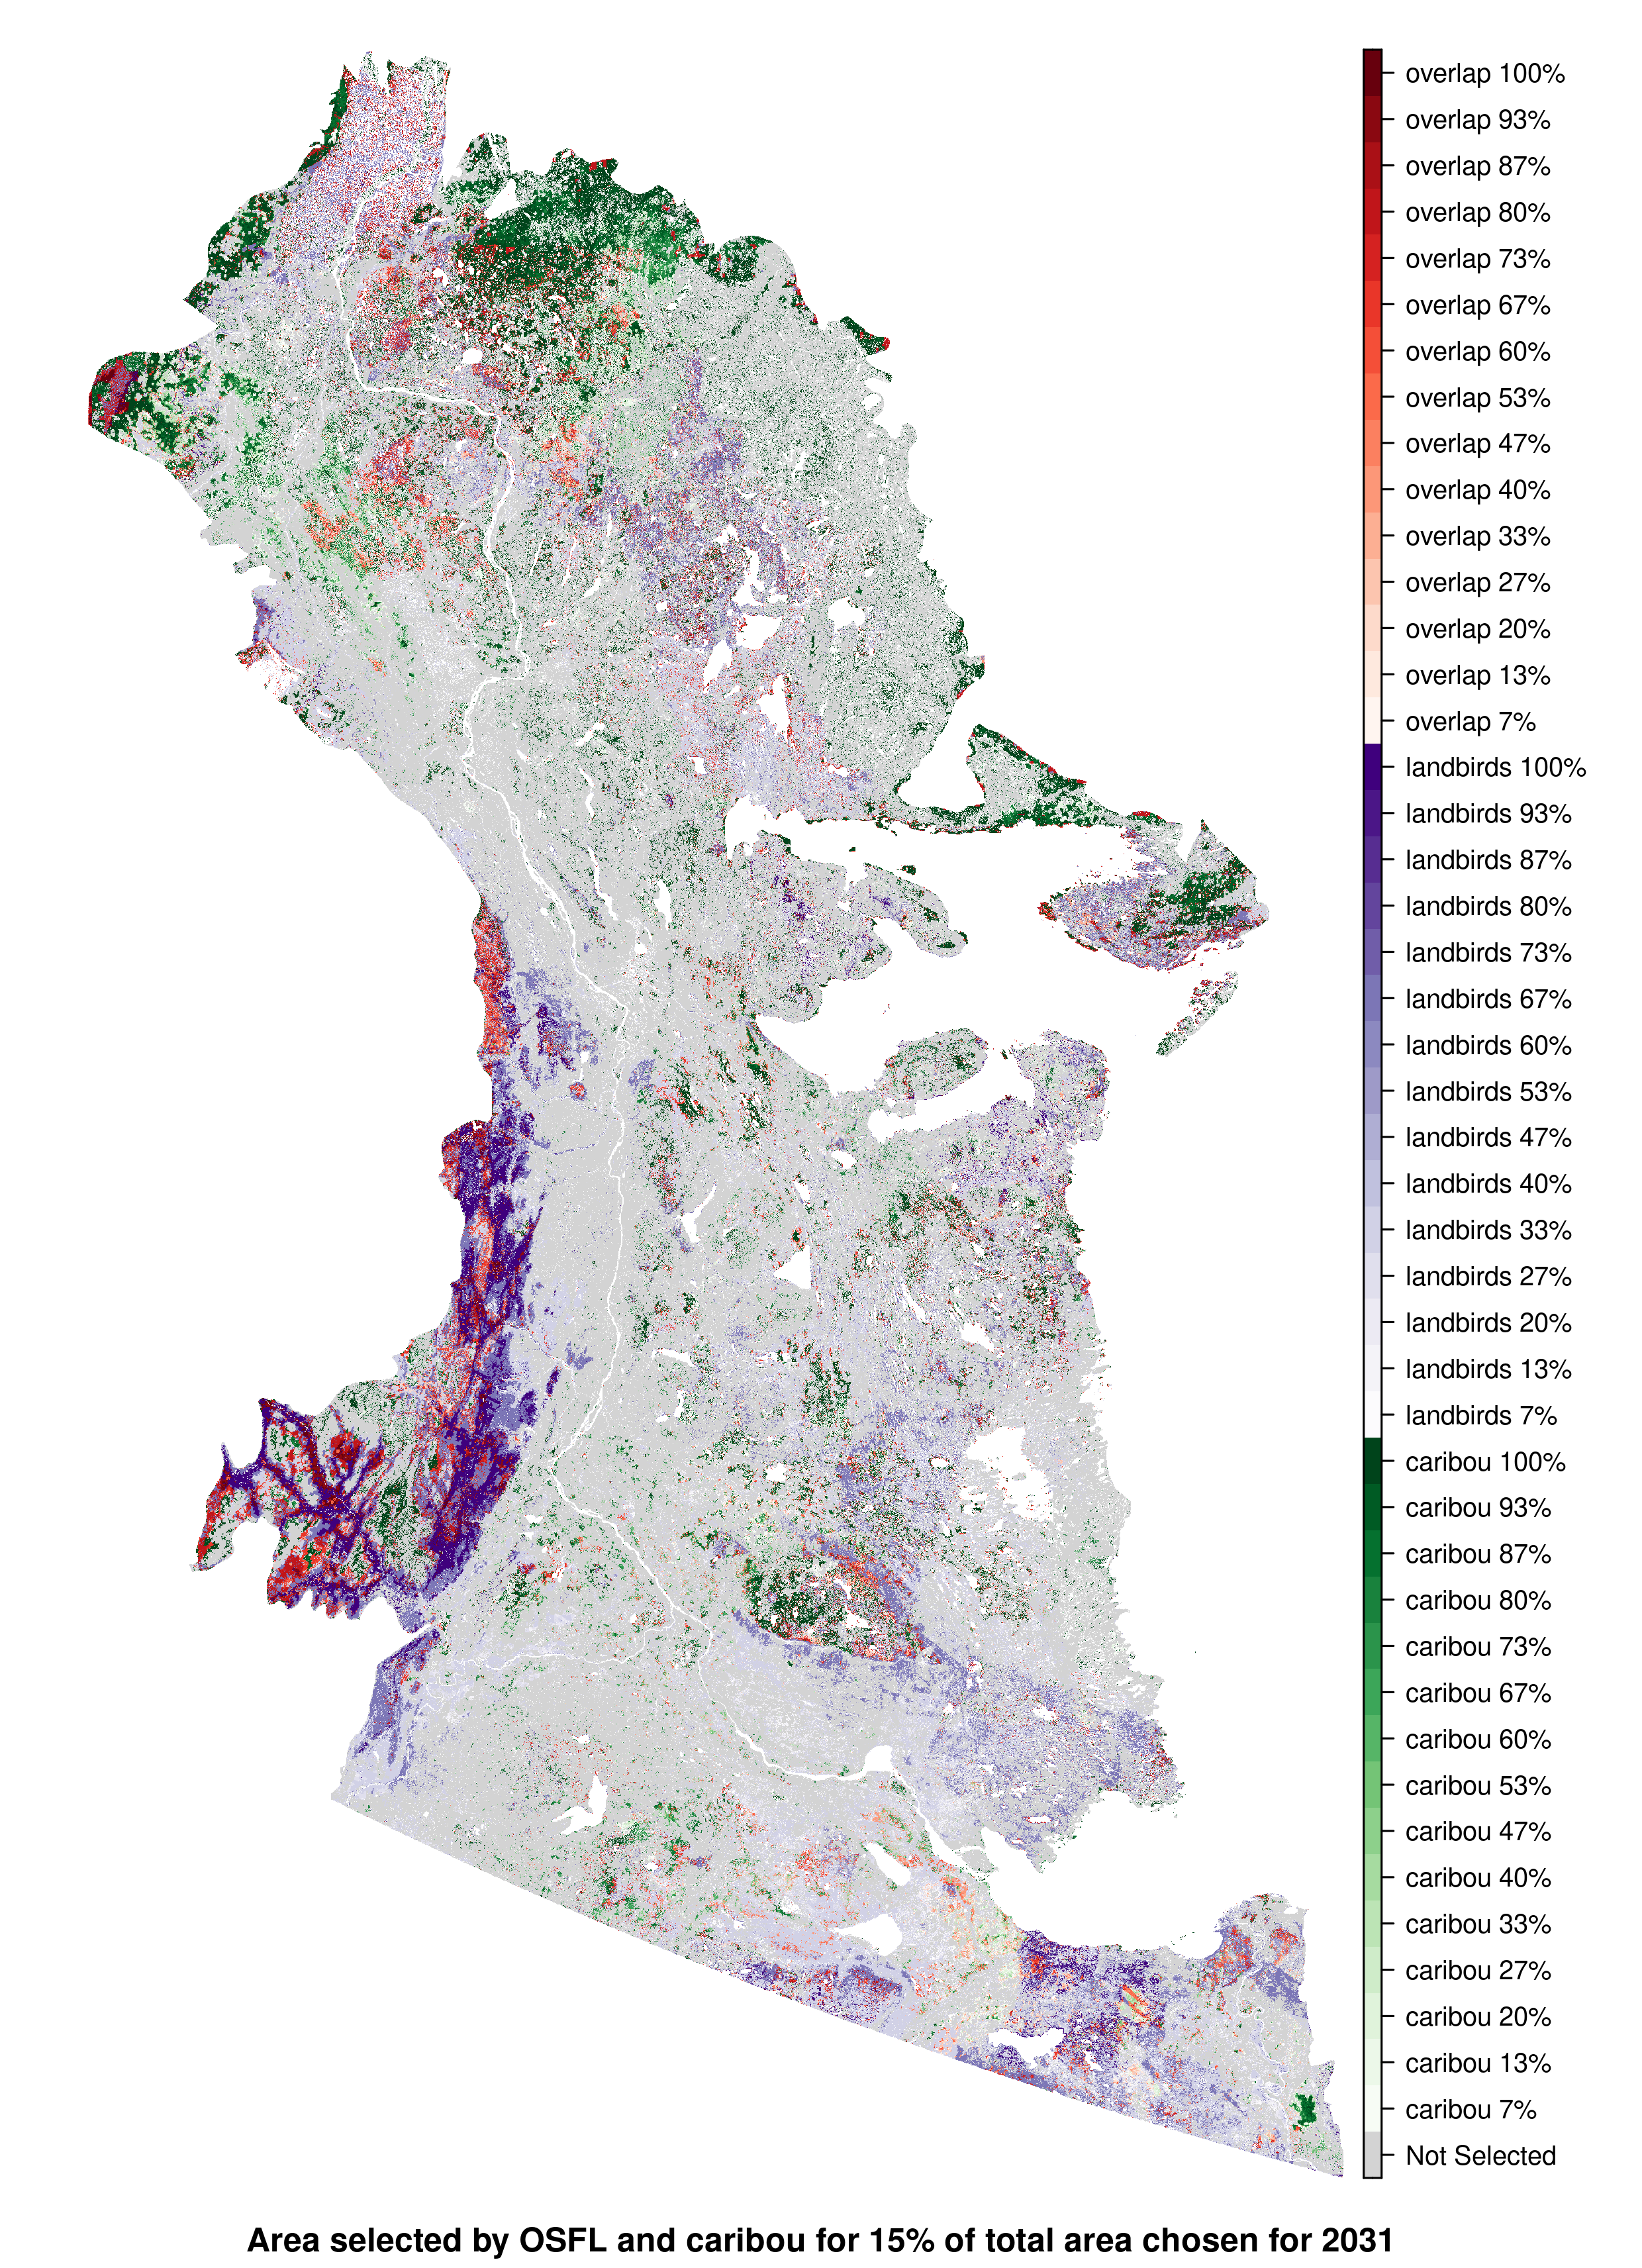 overlap 100%
overlap 93%
overlap 87%
overlap 80%
overlap 73%
overlap 67%
overlap 60%
overlap 53%
overlap 47%
overlap 40%
overlap 33%
overlap 27%
overlap 20%
overlap 13%
overlap 7%
landbirds 100%
landbirds 93%
landbirds 87%
landbirds 80%
landbirds 73%
landbirds 67%
landbirds 60%
landbirds 53%
landbirds 47%
landbirds 40%
landbirds 33%
landbirds 27%
landbirds 20%
landbirds 13%
landbirds 7%
caribou 100%
caribou 93%
caribou 87%
caribou 80%
caribou 73%
caribou 67%
caribou 60%
caribou 53%
caribou 47%
caribou 40%
caribou 33%
caribou 27%
caribou 20%
caribou 13%
caribou 7%
Not Selected
Area selected by OSFL and caribou for 15% of total area chosen for 2031